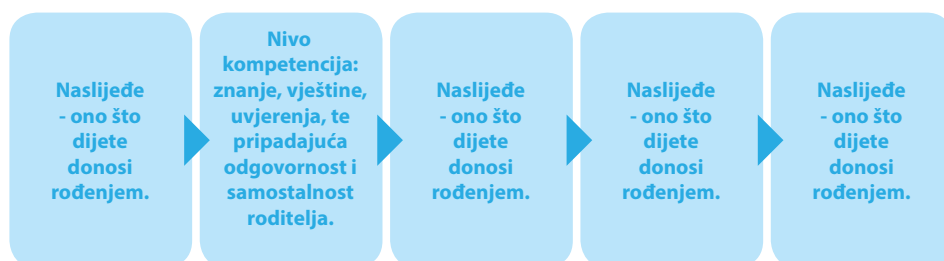 Naslijeđe
- ono što
dijete
donosi
rođenjem.
Nivo
kompetencija:
znanje, vještine,
uvjerenja, te
pripadajuća
odgovornost i
samostalnost
roditelja.
Naslijeđe
- ono što
dijete
donosi
rođenjem.
Naslijeđe
- ono što
dijete
donosi
rođenjem.
Naslijeđe
- ono što
dijete
donosi
rođenjem.